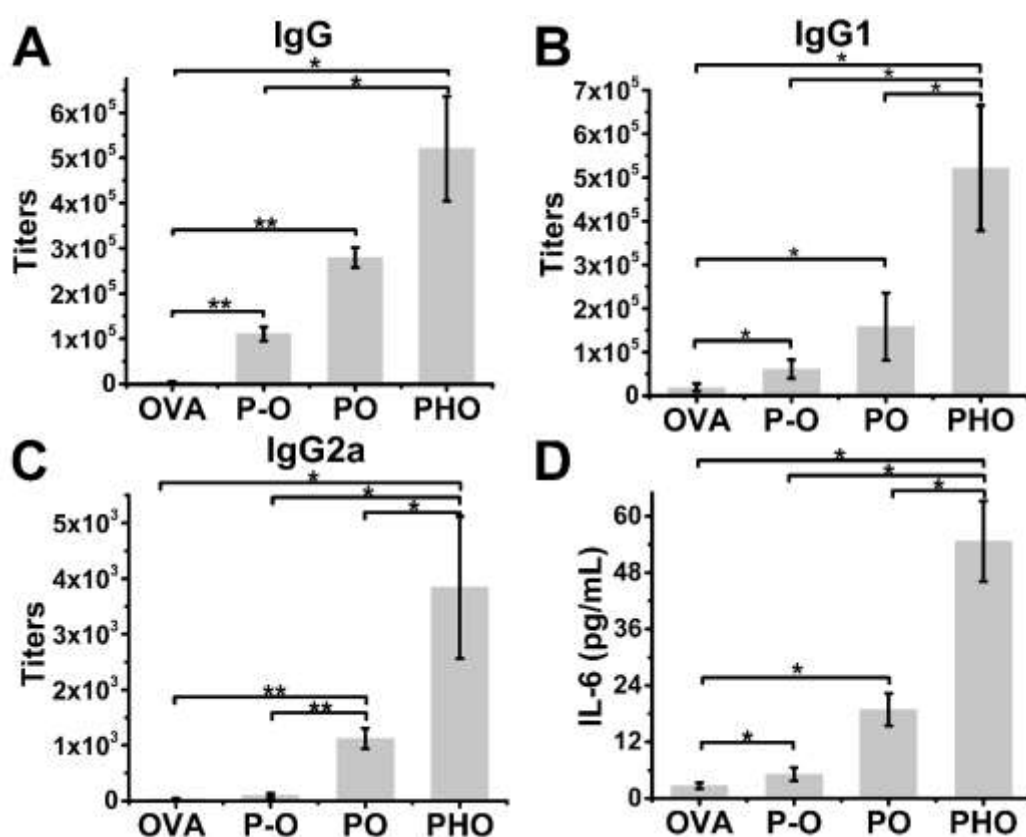 A
IgG
*
*
**
**
Titers
6x10⁵
5x10⁵
4x10⁵
3x10⁵
2x10⁵
1x10⁵
0
OVA P-O PO PHO
B
IgG1
*
*
*
*
*
Titers
7x10⁵
6x10⁵
5x10⁵
4x10⁵
3x10⁵
2x10⁵
1x10⁵
0
OVA P-O PO PHO
C
IgG2a
*
*
*
**
**
Titers
5x10³
4x10³
3x10³
2x10³
1x10³
0
OVA P-O PO PHO
D
*
*
*
*
*
IL-6 (pg/mL)
60
48
36
24
12
0
OVA P-O PO PHO